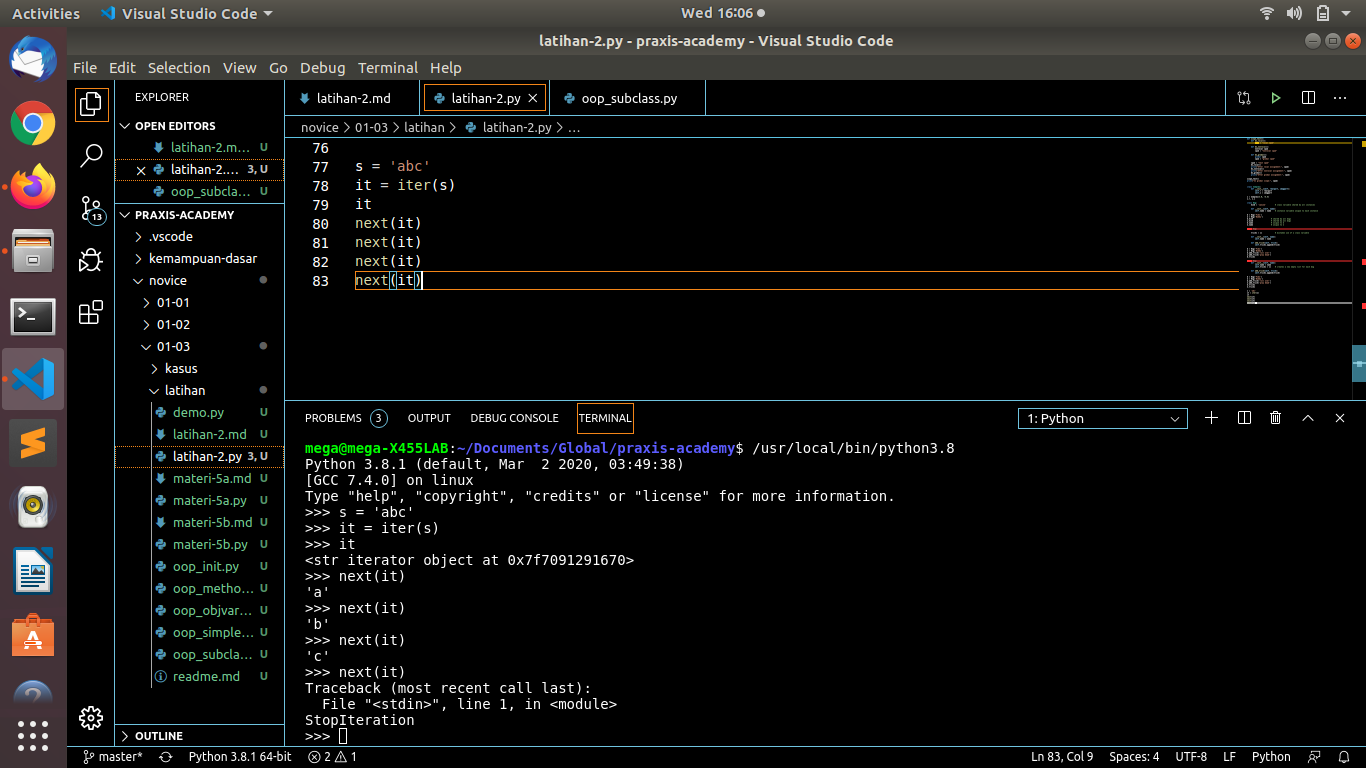 Activities Visual Studio Code Wed 16:06
latihan-2.py - praxis-academy - Visual Studio Code
File Edit Selection View Go Debug Terminal Help
EXPLORER
OPEN EDITORS
latihan-2.m... U
latihan-2.... 3, U
oop_subcla... U
PRAXIS-ACADEMY
.vscode
kemampuan-dasar
novice
01-01
01-02
01-03
kasus
latihan
demo.py U
latihan-2.md U
latihan-2.py 3, U
materi-5a.md U
materi-5a.py U
materi-5b.md U
materi-5b.py U
oop_init.py U
oop_metho... U
oop_objvar... U
oop_simple... U
oop_subcla... U
readme.md U
OUTLINE
13
latihan-2.md latihan-2.py oop_subclass.py
novice > 01-03 > latihan > latihan-2.py > ...
76
77 s = 'abc'
78 it = iter(s)
79 it
80 next(it)
81 next(it)
82 next(it)
83 next(it)
PROBLEMS 3 OUTPUT DEBUG CONSOLE TERMINAL 1: Python
mega@mega-X455LAB:~/Documents/Global/praxis-academy$ /usr/local/bin/python3.8
Python 3.8.1 (default, Mar  2 2020, 03:49:38)
[GCC 7.4.0] on linux
Type "help", "copyright", "credits" or "license" for more information.
>>> s = 'abc'
>>> it = iter(s)
>>> it
<str iterator object at 0x7f7091291670>
>>> next(it)
'a'
>>> next(it)
'b'
>>> next(it)
'c'
>>> next(it)
Traceback (most recent call last):
  File "<stdin>", line 1, in <module>
StopIteration
>>>
master* Python 3.8.1 64-bit 2 1 Ln 83, Col 9 Spaces: 4 UTF-8 LF Python